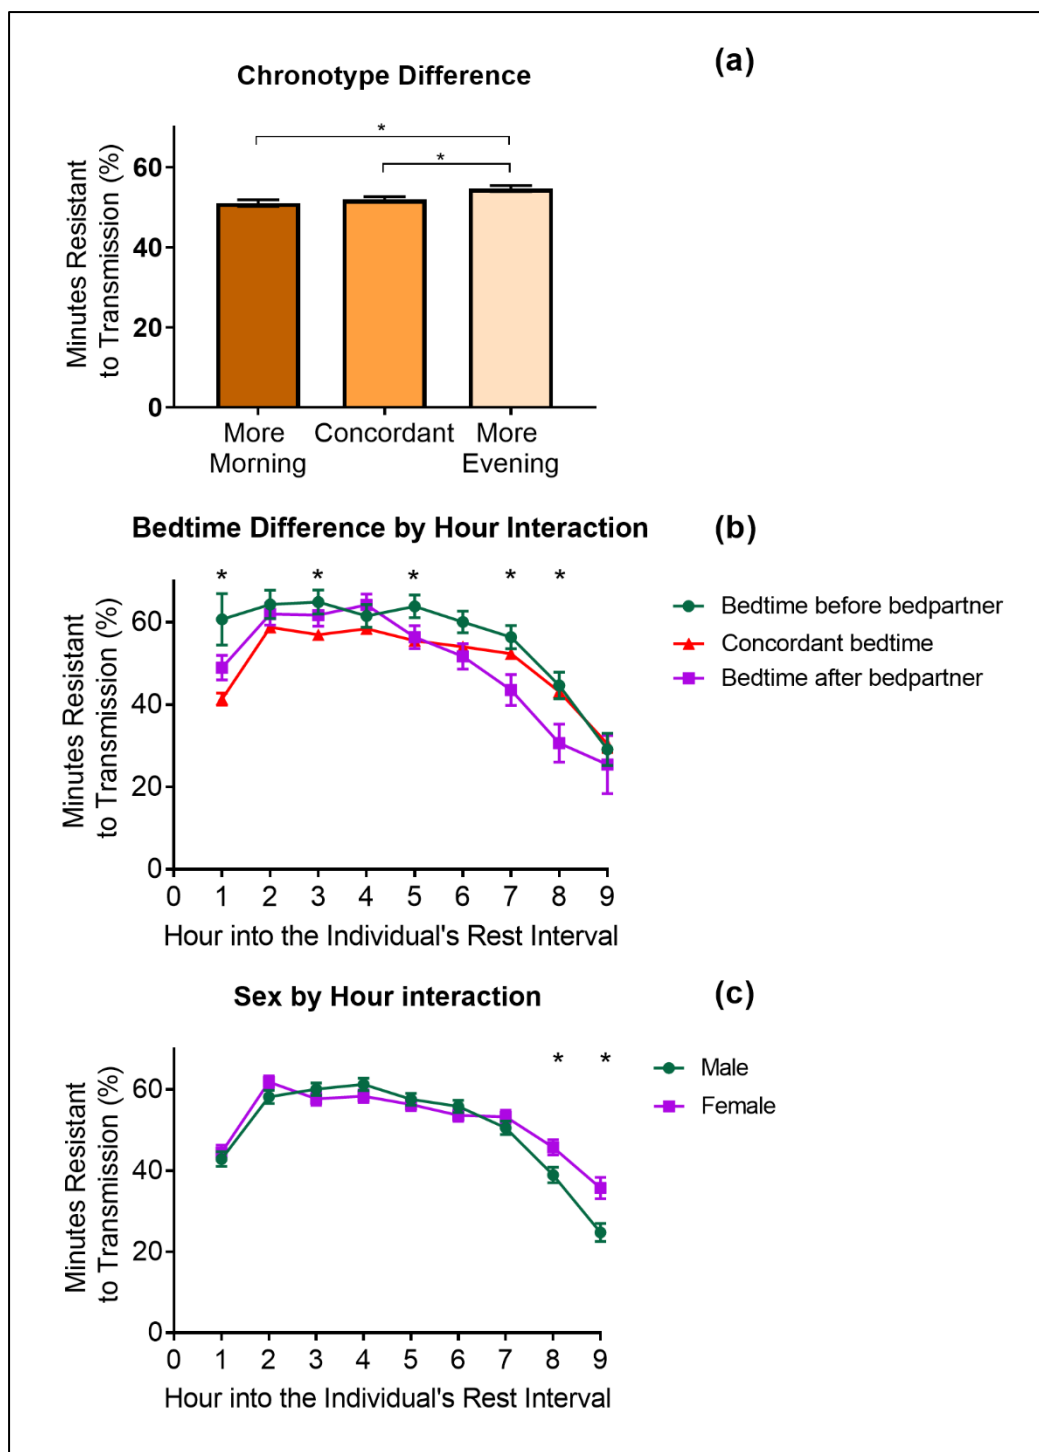 (a)
Chronotype Difference
* 
*
Minutes Resistant
to Transmission (%)
60
40
20
0
More
Morning
Concordant
More
Evening
Bedtime Difference by Hour Interaction
(b)
* * * * *
Minutes Resistant
to Transmission (%)
60
40
20
0
0 1 2 3 4 5 6 7 8 9
Hour into the Individual's Rest Interval
Bedtime before bedpartner
Concordant bedtime
Bedtime after bedpartner
Sex by Hour interaction
(c)
* *
Minutes Resistant
to Transmission (%)
60
40
20
0
0 1 2 3 4 5 6 7 8 9
Hour into the Individual's Rest Interval
Male
Female